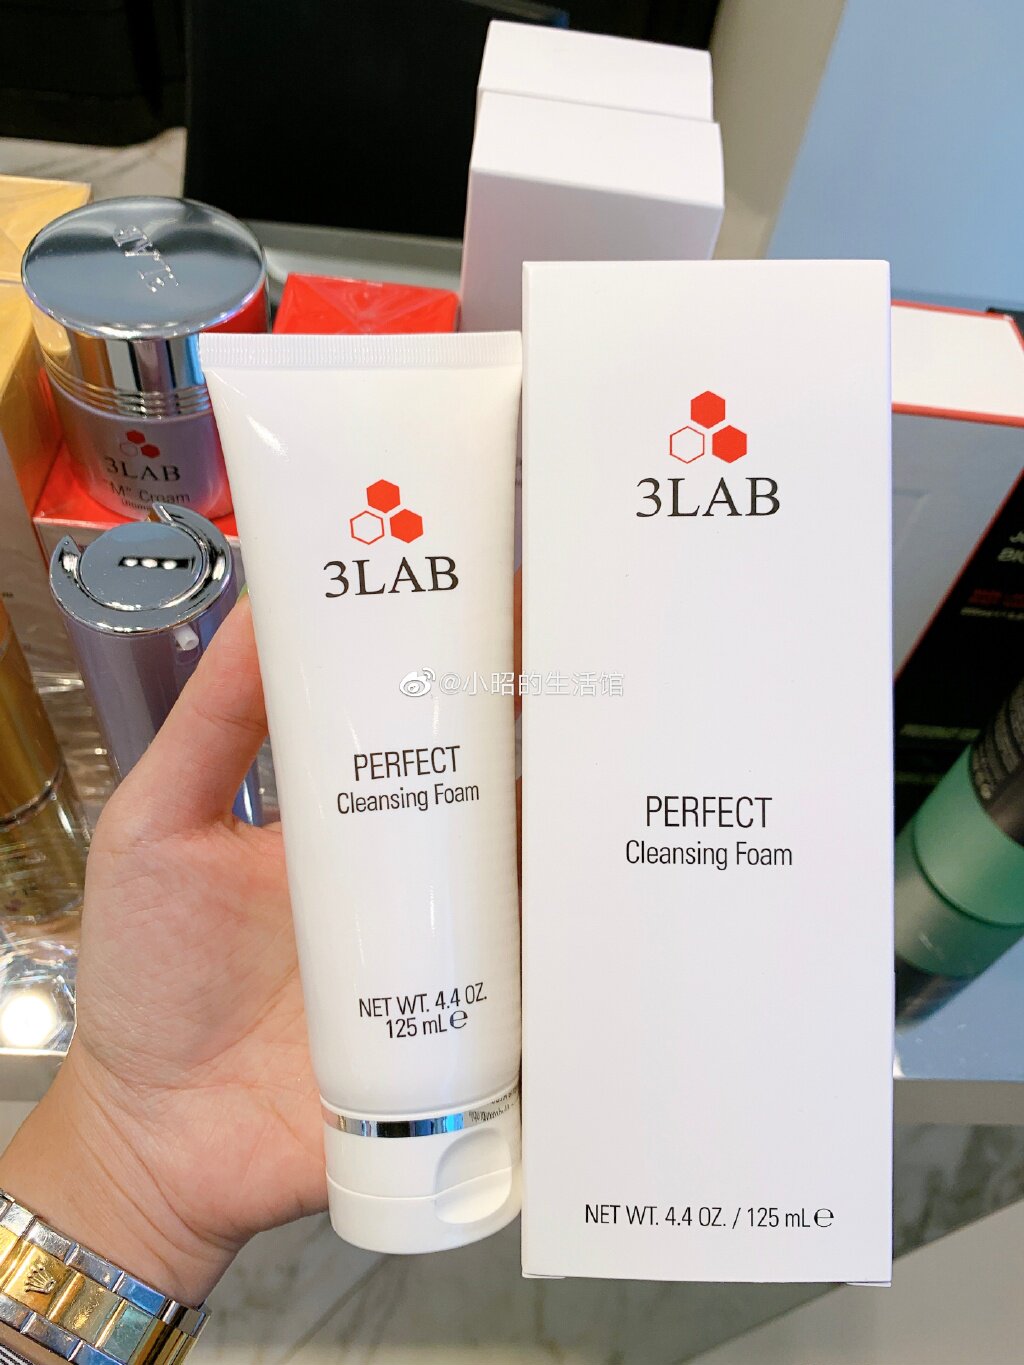 3LAB
"M" Cream
3LAB
PERFECT
Cleansing Foam
NET WT. 4.4 OZ.
125 mL℮
3LAB
PERFECT
Cleansing Foam
NET WT. 4.4 OZ. / 125 mL℮
@小昭的生活馆